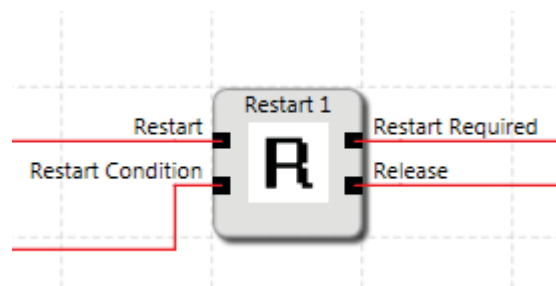 Restart 1
Restart
Restart Required
R
Restart Condition
Release